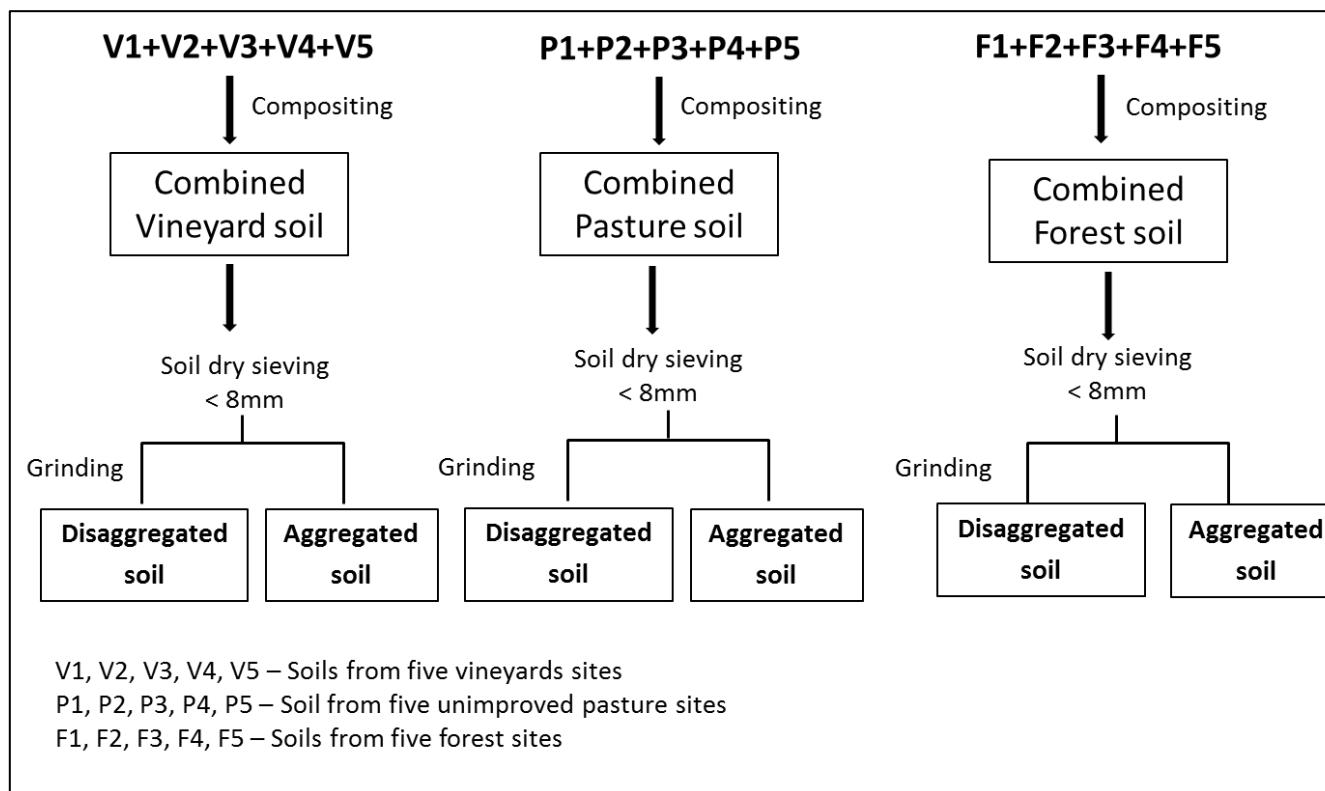 V1+V2+V3+V4+V5
Compositing
Combined
Vineyard soil
Soil dry sieving
< 8mm
Grinding
Disaggregated
soil
Aggregated
soil
P1+P2+P3+P4+P5
Compositing
Combined
Pasture soil
Soil dry sieving
< 8mm
Grinding
Disaggregated
soil
Aggregated
soil
F1+F2+F3+F4+F5
Compositing
Combined
Forest soil
Soil dry sieving
< 8mm
Grinding
Disaggregated
soil
Aggregated
soil
V1, V2, V3, V4, V5 – Soils from five vineyards sites
P1, P2, P3, P4, P5 – Soil from five unimproved pasture sites
F1, F2, F3, F4, F5 – Soils from five forest sites